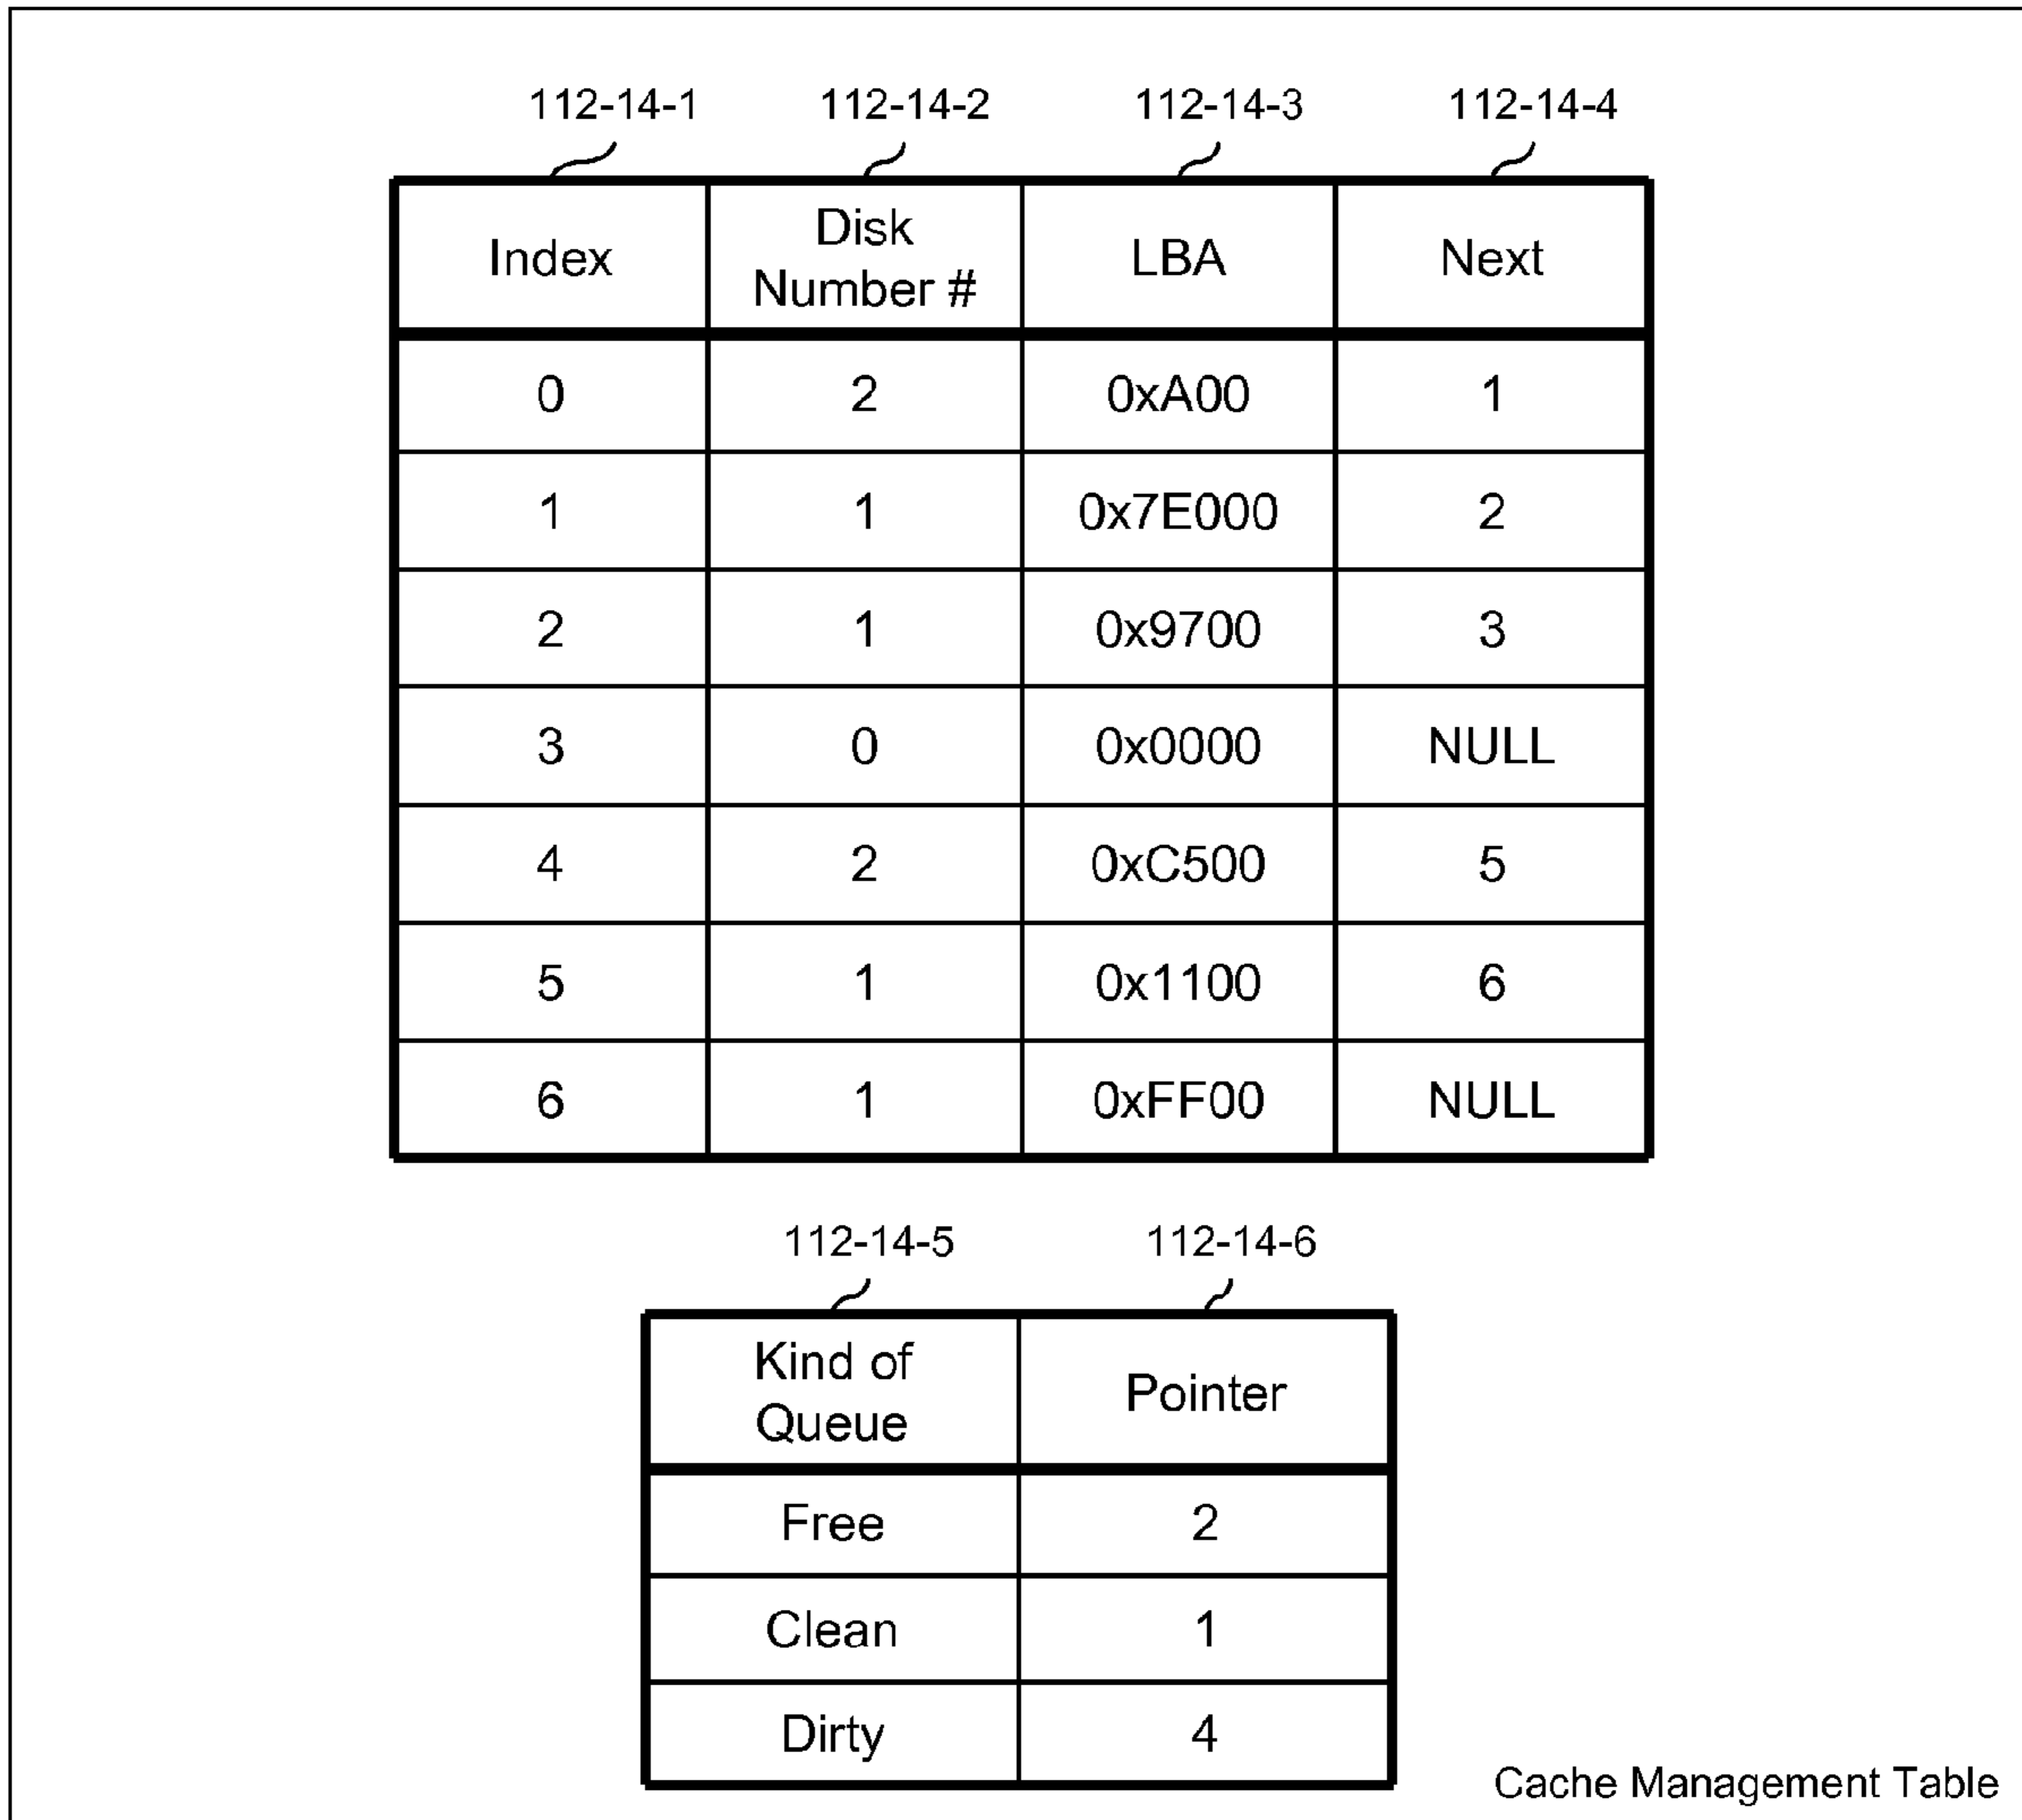 112-14-1 112-14-2 112-14-3 112-14-4
Index Disk Number # LBA Next
0 2 0xA00 1
1 1 0x7E000 2
2 1 0x9700 3
3 0 0x0000 NULL
4 2 0xC500 5
5 1 0x1100 6
6 1 0xFF00 NULL
112-14-5 112-14-6
Kind of Queue Pointer
Free 2
Clean 1
Dirty 4
Cache Management Table